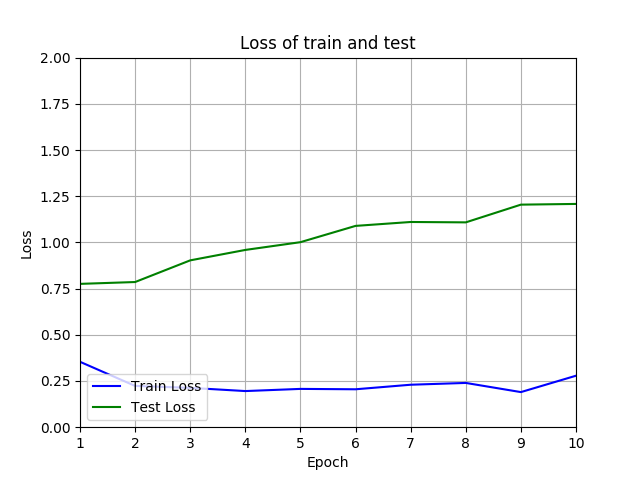 Loss of train and test
2.00
1.75
1.50
1.25
1.00
0.75
0.50
0.25
0.00
Loss
Train Loss
Test Loss
1 2 3 4 5 6 7 8 9 10
Epoch